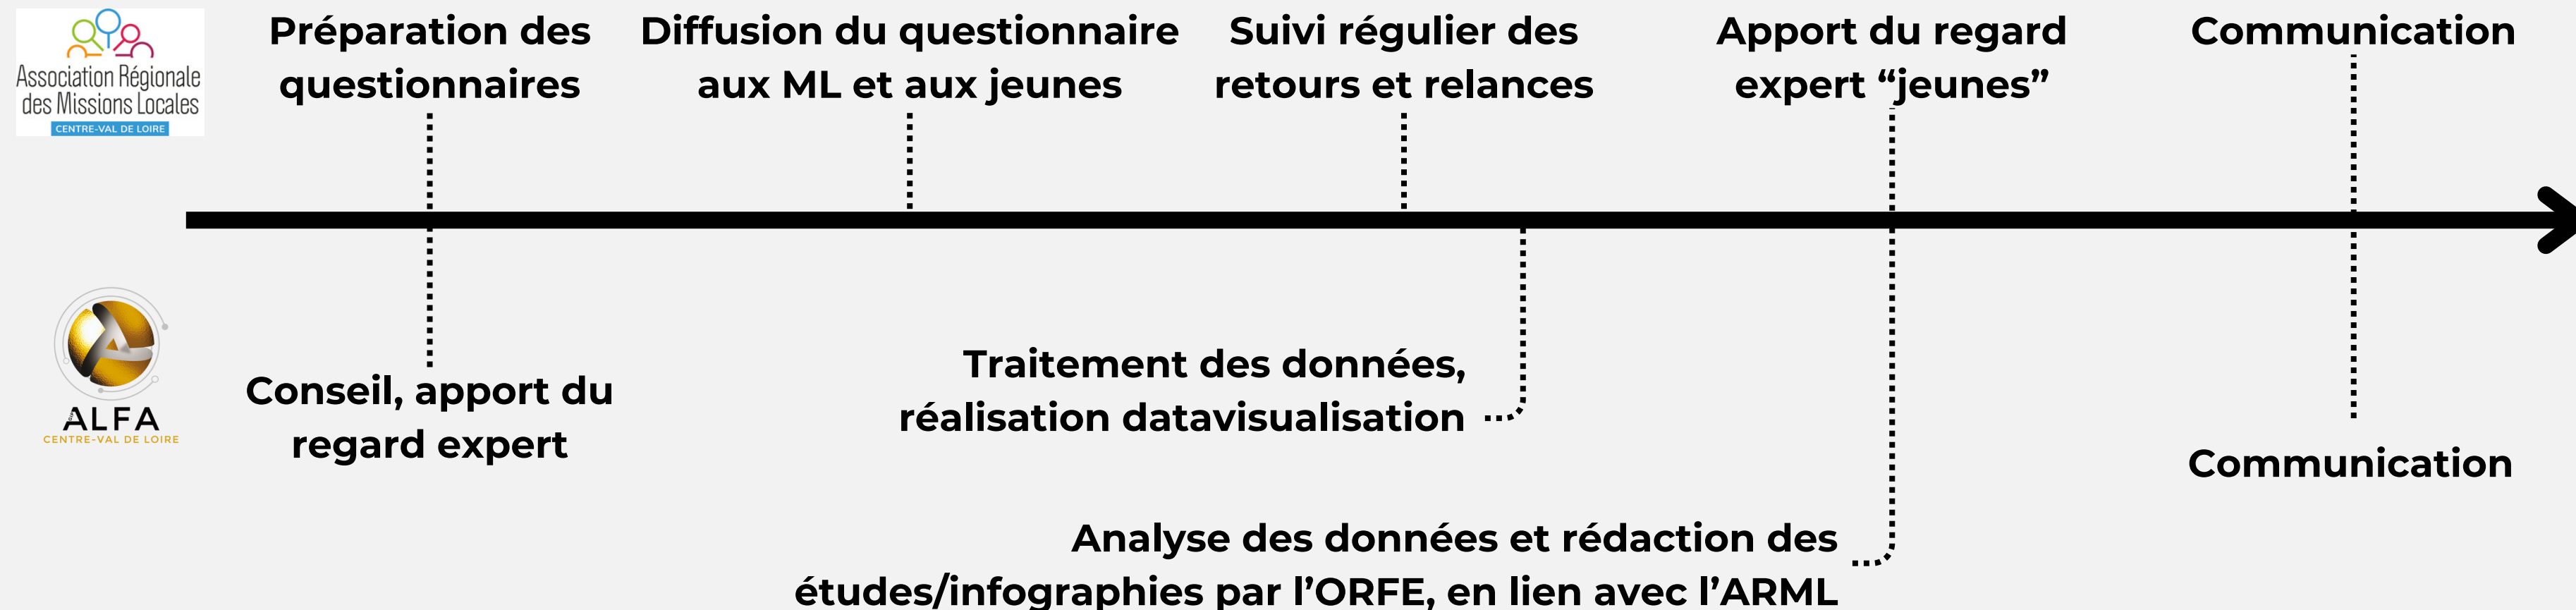 Association Régionale
des Missions Locales
CENTRE-VAL DE LOIRE
Préparation des
questionnaires
Diffusion du questionnaire
aux ML et aux jeunes
Suivi régulier des
retours et relances
Apport du regard
expert “jeunes”
Communication
ALFA
CENTRE-VAL DE LOIRE
Conseil, apport du
regard expert
Traitement des données,
réalisation datavisualisation
Communication
Analyse des données et rédaction des
études/infographies par l’ORFE, en lien avec l’ARML